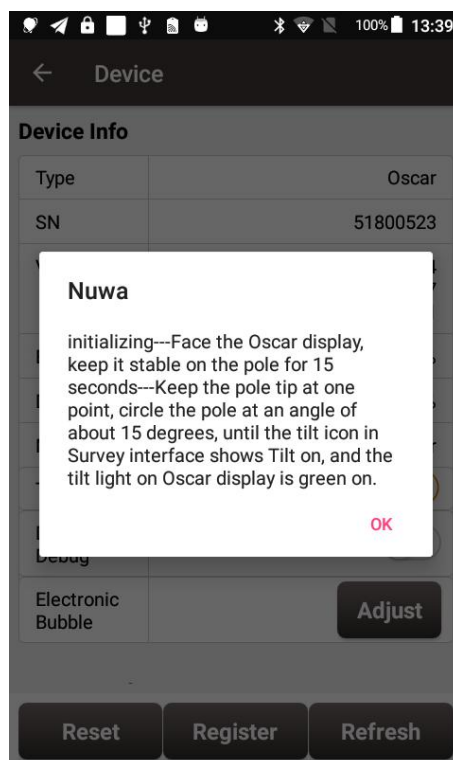 100% 13:39
Device
Device Info
Type Oscar
SN 51800523
Nuwa
initializing---Face the Oscar display,
keep it stable on the pole for 15
seconds---Keep the pole tip at one
point, circle the pole at an angle of
about 15 degrees, until the tilt icon in
Survey interface shows Tilt on, and the
tilt light on Oscar display is green on.
OK
Debug
Electronic
Bubble
Adjust
Reset Register Refresh